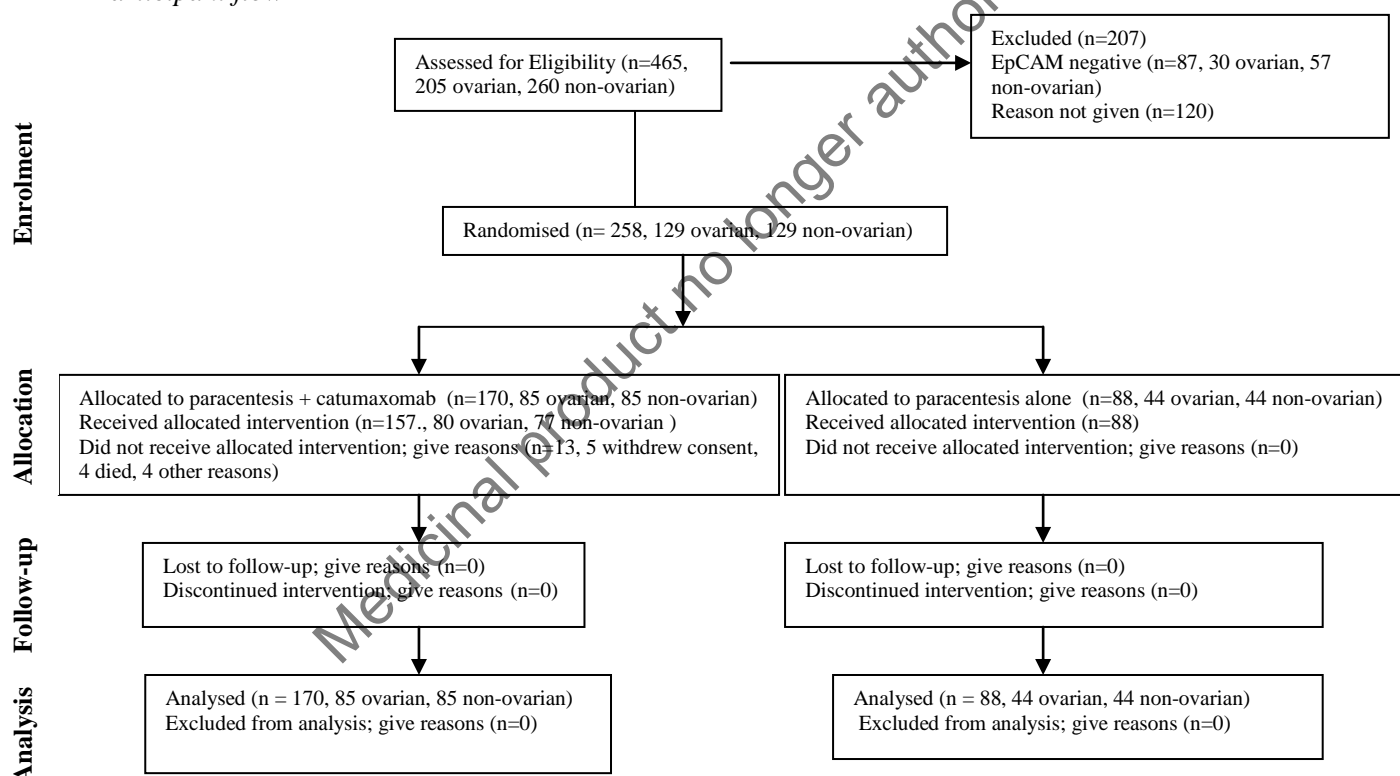 Assessed for Eligibility (n=465,
205 ovarian, 260 non-ovarian)
Excluded (n=207)
EpCAM negative (n=87, 30 ovarian, 57
non-ovarian)
Reason not given (n=120)
Enrolment
Randomised (n= 258, 129 ovarian, 129 non-ovarian)
Allocation
Allocated to paracentesis + catumaxomab (n=170, 85 ovarian, 85 non-ovarian)
Received allocated intervention (n=157., 80 ovarian, 77 non-ovarian )
Did not receive allocated intervention; give reasons (n=13, 5 withdrew consent,
4 died, 4 other reasons)
Allocated to paracentesis alone (n=88, 44 ovarian, 44 non-ovarian)
Received allocated intervention (n=88)
Did not receive allocated intervention; give reasons (n=0)
Follow-up
Lost to follow-up; give reasons (n=0)
Discontinued intervention; give reasons (n=0)
Lost to follow-up; give reasons (n=0)
Discontinued intervention; give reasons (n=0)
Analysis
Analysed (n = 170, 85 ovarian, 85 non-ovarian)
Excluded from analysis; give reasons (n=0)
Analysed (n = 88, 44 ovarian, 44 non-ovarian)
Excluded from analysis; give reasons (n=0)
Medicinal product no longer